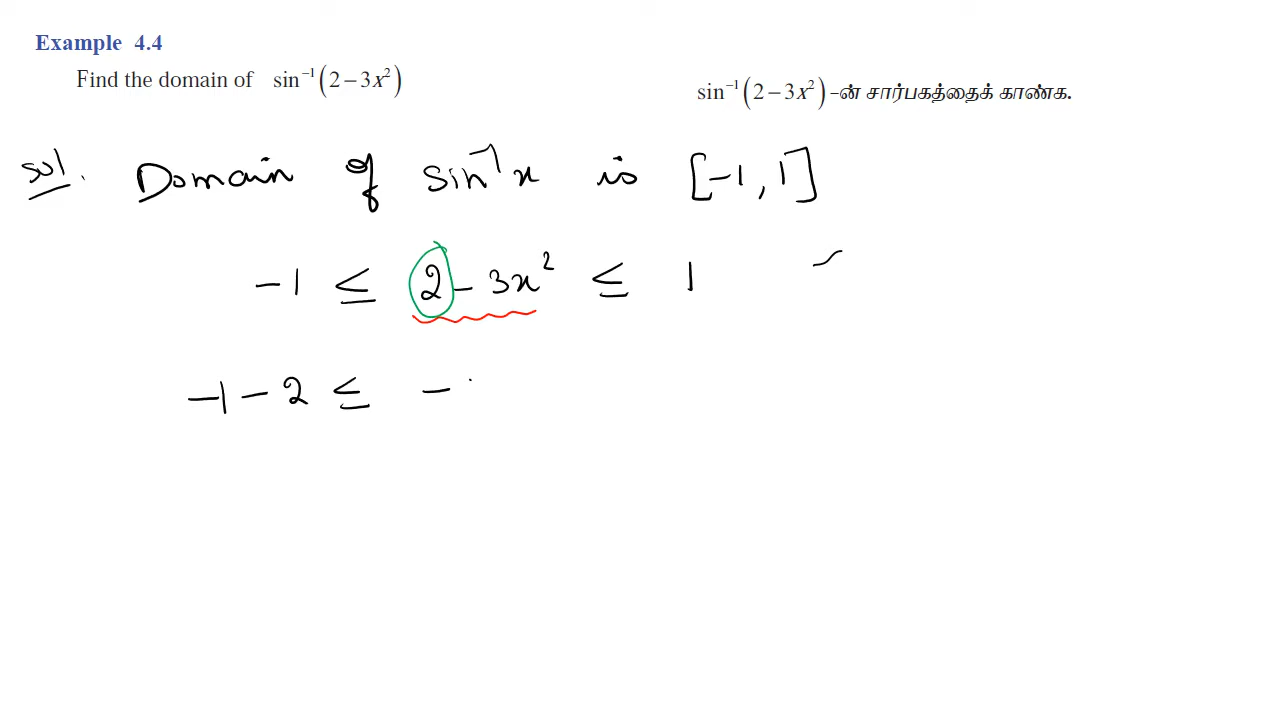 Example 4.4
Find the domain of sin⁻¹(2−3x²)
sin⁻¹(2−3x²)-ன் சார்பகத்தைக் காண்க.
Sol. Domain of sin⁻¹x is [-1, 1]
-1 ≤ 2 - 3x² ≤ 1
-1 - 2 ≤ -